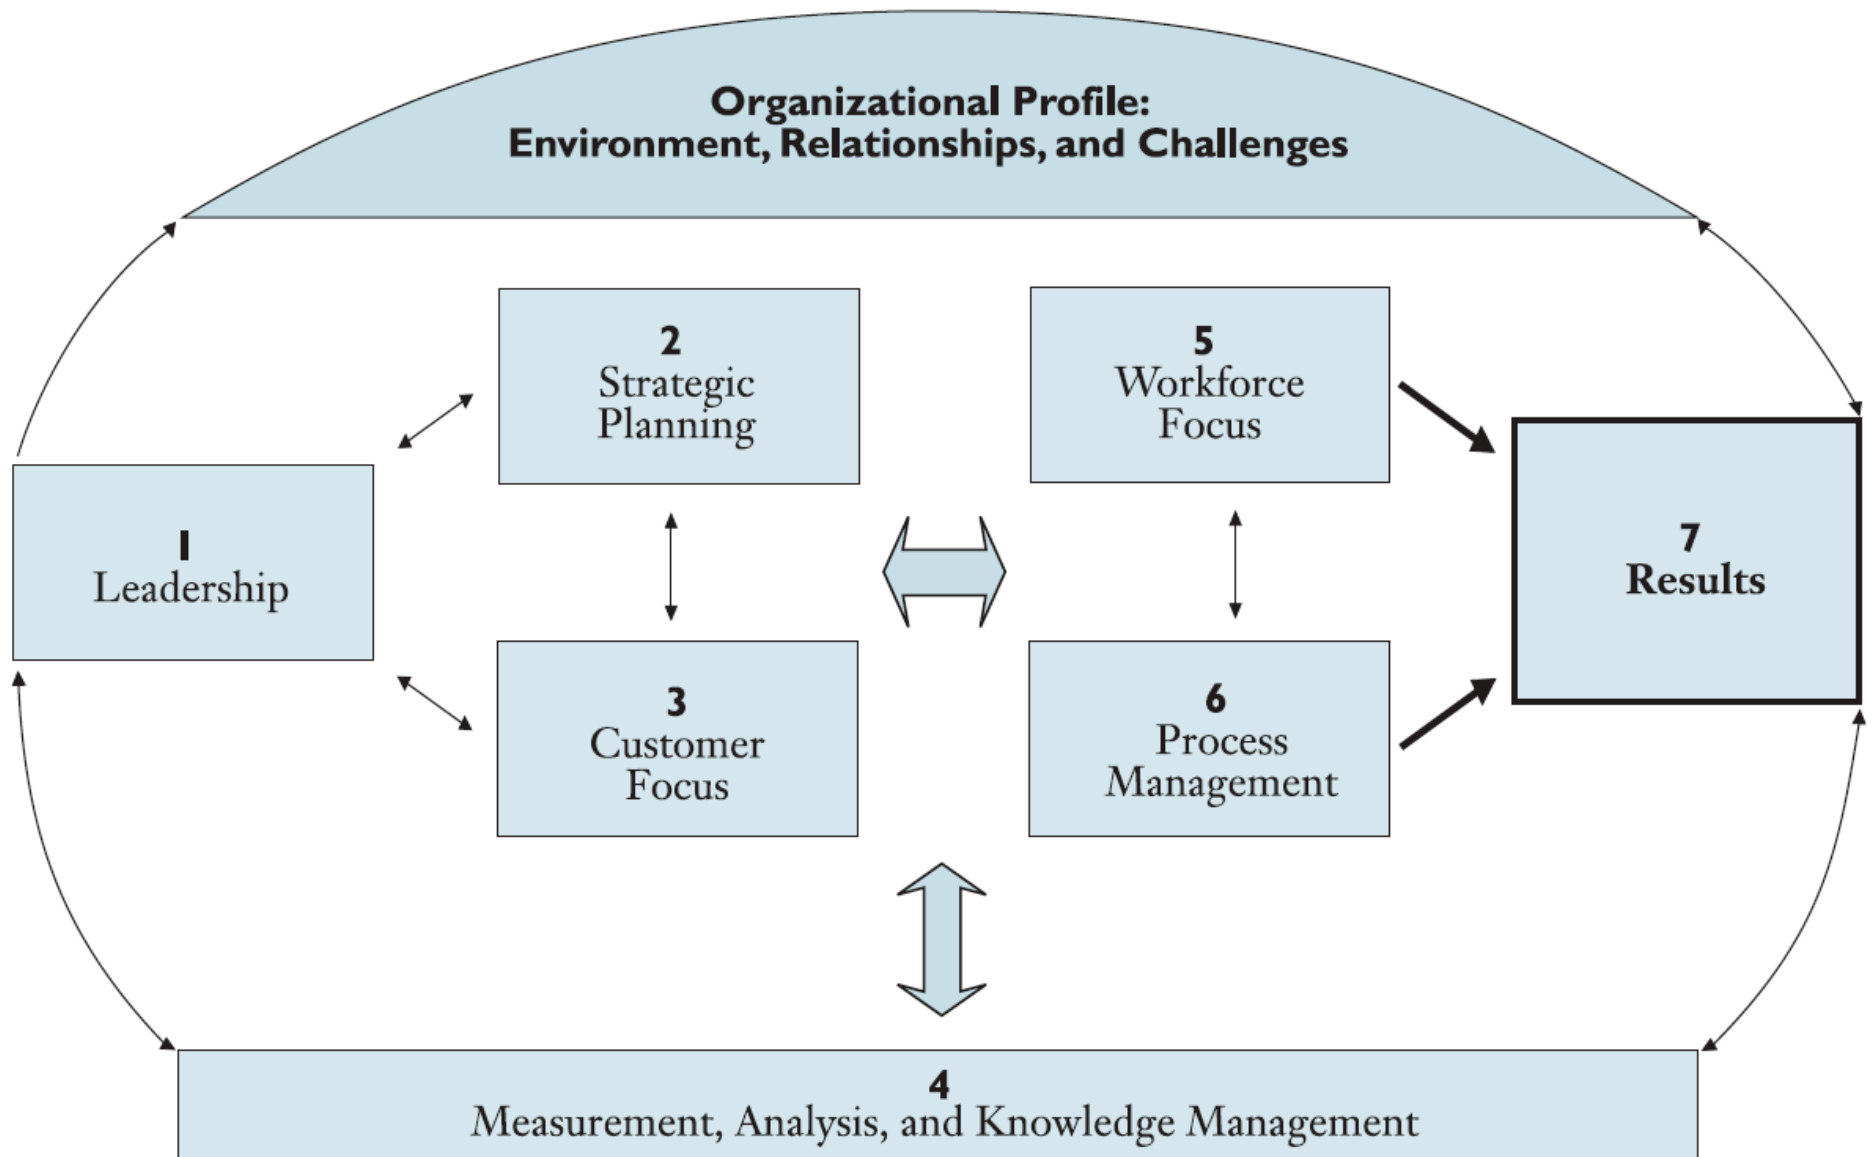 Organizational Profile:
Environment, Relationships, and Challenges
2
Strategic
Planning
5
Workforce
Focus
1
Leadership
7
Results
3
Customer
Focus
6
Process
Management
4
Measurement, Analysis, and Knowledge Management